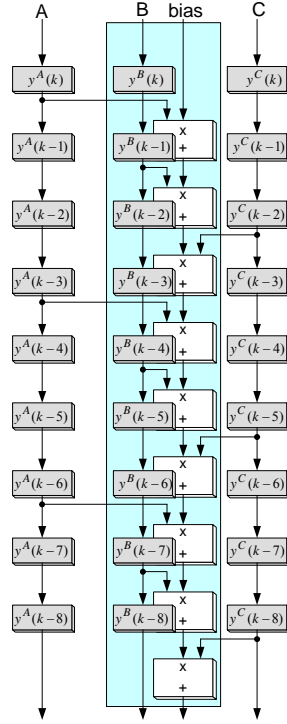 A B bias C
y^A(k) y^B(k) y^C(k)
x
+
y^A(k−1) y^B(k−1) y^C(k−1)
x
+
y^A(k−2) y^B(k−2) y^C(k−2)
x
+
y^A(k−3) y^B(k−3) y^C(k−3)
x
+
y^A(k−4) y^B(k−4) y^C(k−4)
x
+
y^A(k−5) y^B(k−5) y^C(k−5)
x
+
y^A(k−6) y^B(k−6) y^C(k−6)
x
+
y^A(k−7) y^B(k−7) y^C(k−7)
x
+
y^A(k−8) y^B(k−8) y^C(k−8)
x
+